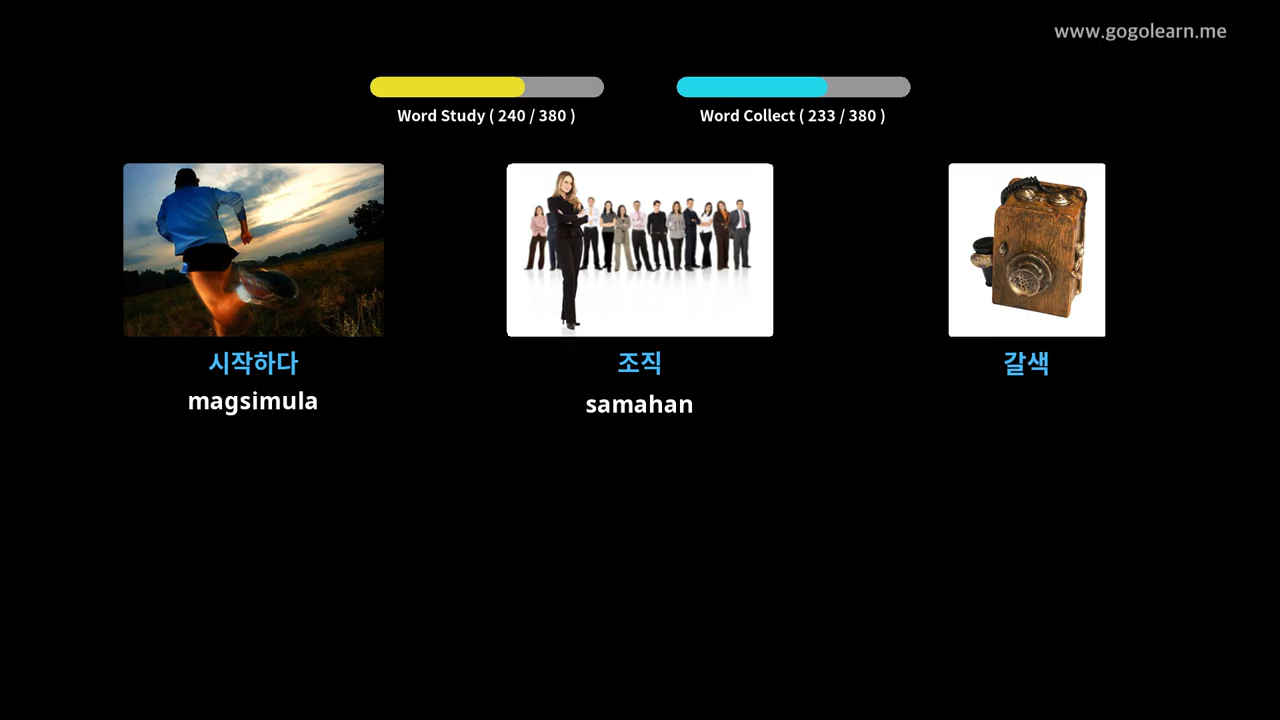 www.gogolearn.me
Word Study ( 240 / 380 )
Word Collect ( 233 / 380 )
시작하다
magsimula
조직
samahan
갈색